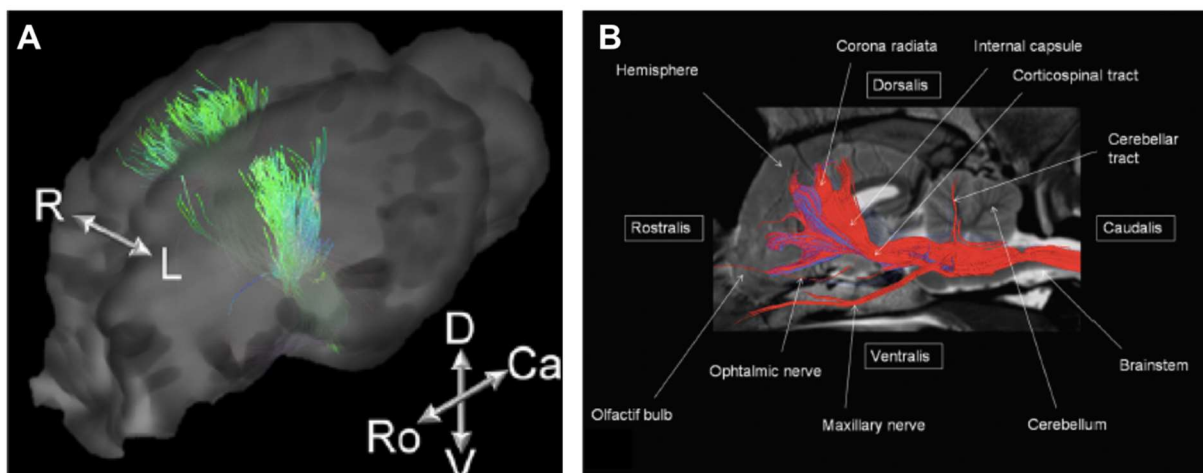 A
R
L
D
Ca
Ro
V
B
Corona radiata
Internal capsule
Hemisphere
Dorsalis
Corticospinal tract
Cerebellar
tract
Rostralis
Caudalis
Ventralis
Ophtalmic nerve
Brainstem
Olfactif bulb
Maxillary nerve
Cerebellum